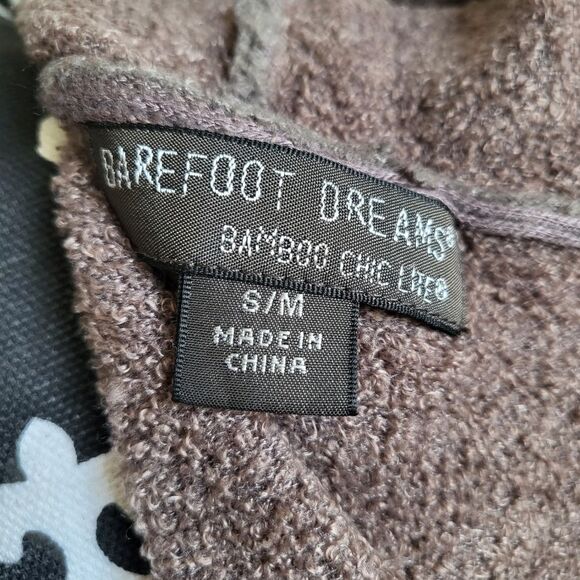 BAREFOOT DREAMS®
BAMBOO CHIC LITE®
S/M
MADE IN
CHINA